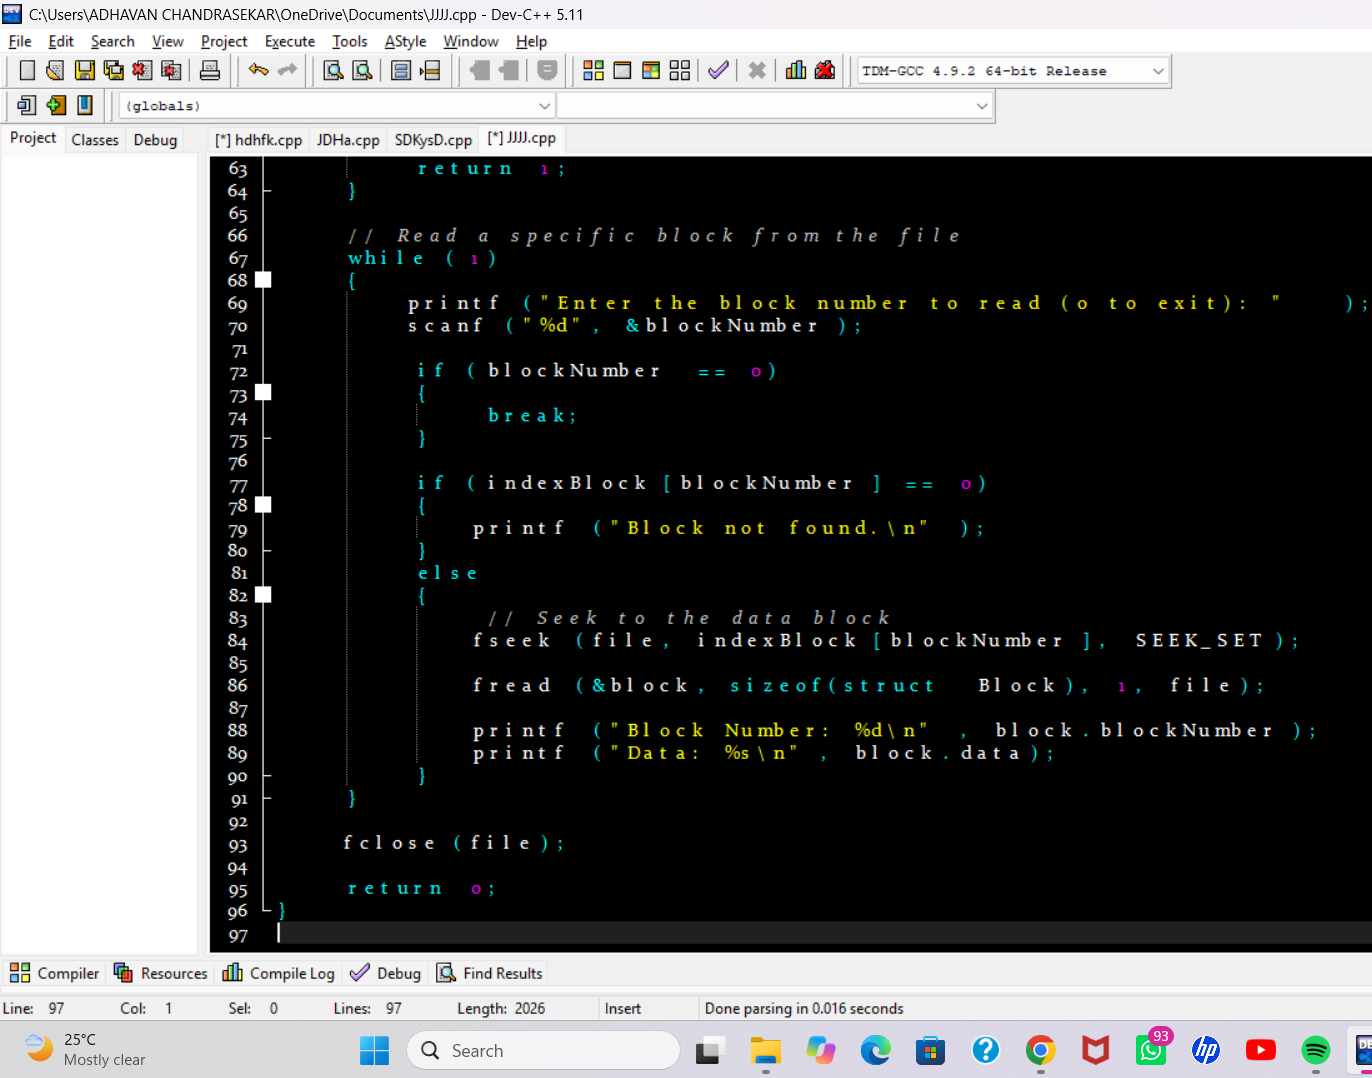 C:\Users\ADHAVAN CHANDRASEKAR\OneDrive\Documents\JJJJ.cpp - Dev-C++ 5.11
File Edit Search View Project Execute Tools AStyle Window Help
TDM-GCC 4.9.2 64-bit Release
(globals)
Project Classes Debug [*] hdhfk.cpp JDHa.cpp SDKysD.cpp [*] JJJJ.cpp
63 return 1;
64 }
65
66 // Read a specific block from the file
67 while (1)
68 {
69 printf ("Enter the block number to read (0 to exit): " );
70 scanf ("%d", &blockNumber );
71
72 if ( blockNumber == 0)
73 {
74 break;
75 }
76
77 if ( indexBlock [blockNumber ] == 0)
78 {
79 printf ("Block not found.\n" );
80 }
81 else
82 {
83 // Seek to the data block
84 fseek (file, indexBlock [blockNumber ], SEEK_SET );
85
86 fread (&block, sizeof(struct Block), 1, file);
87
88 printf ("Block Number: %d\n" , block.blockNumber );
89 printf ("Data: %s\n" , block.data);
90 }
91 }
92
93 fclose (file);
94
95 return 0;
96 }
97
Compiler Resources Compile Log Debug Find Results
Line: 97 Col: 1 Sel: 0 Lines: 97 Length: 2026 Insert Done parsing in 0.016 seconds
25°C
Mostly clear
Search
93
hp
DEV